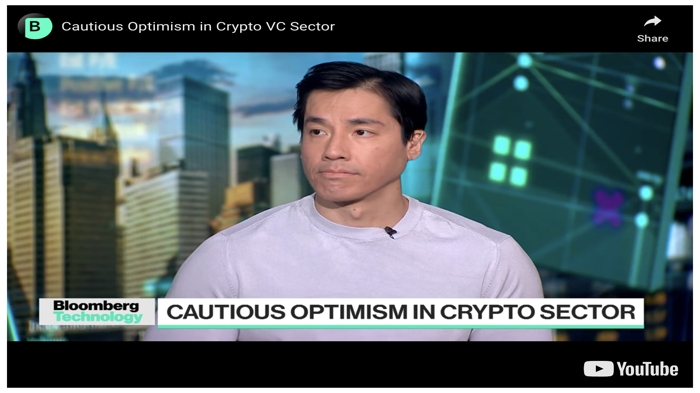 B
Cautious Optimism in Crypto VC Sector
Share
Bloomberg
Technology
CAUTIOUS OPTIMISM IN CRYPTO SECTOR
YouTube